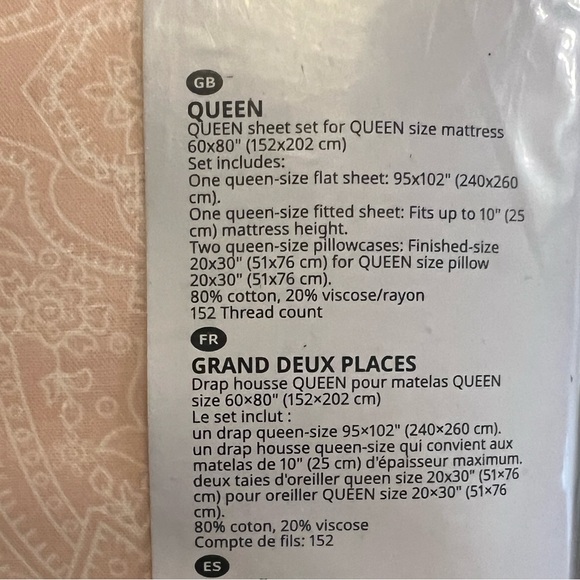 GB
QUEEN
QUEEN sheet set for QUEEN size mattress
60x80" (152x202 cm)
Set includes:
One queen-size flat sheet: 95x102" (240x260
cm).
One queen-size fitted sheet: Fits up to 10" (25
cm) mattress height.
Two queen-size pillowcases: Finished-size
20x30" (51x76 cm) for QUEEN size pillow
20x30" (51x76 cm).
80% cotton, 20% viscose/rayon
152 Thread count
FR
GRAND DEUX PLACES
Drap housse QUEEN pour matelas QUEEN
size 60×80" (152×202 cm)
Le set inclut :
un drap queen-size 95×102" (240×260 cm).
un drap housse queen-size qui convient aux
matelas de 10" (25 cm) d'épaisseur maximum.
deux taies d'oreiller queen size 20x30" (51×76
cm) pour oreiller QUEEN size 20×30" (51×76
cm).
80% coton, 20% viscose
Compte de fils: 152
ES